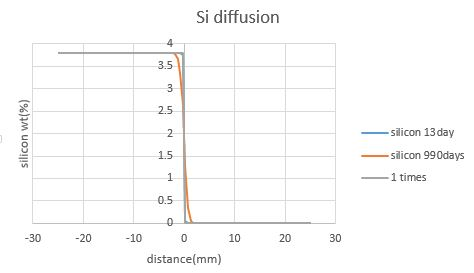 Si diffusion
silicon wt(%)
4
3.5
3
2.5
2
1.5
1
0.5
0
-30 -20 -10 0 10 20 30
distance(mm)
silicon 13day
silicon 990days
1 times